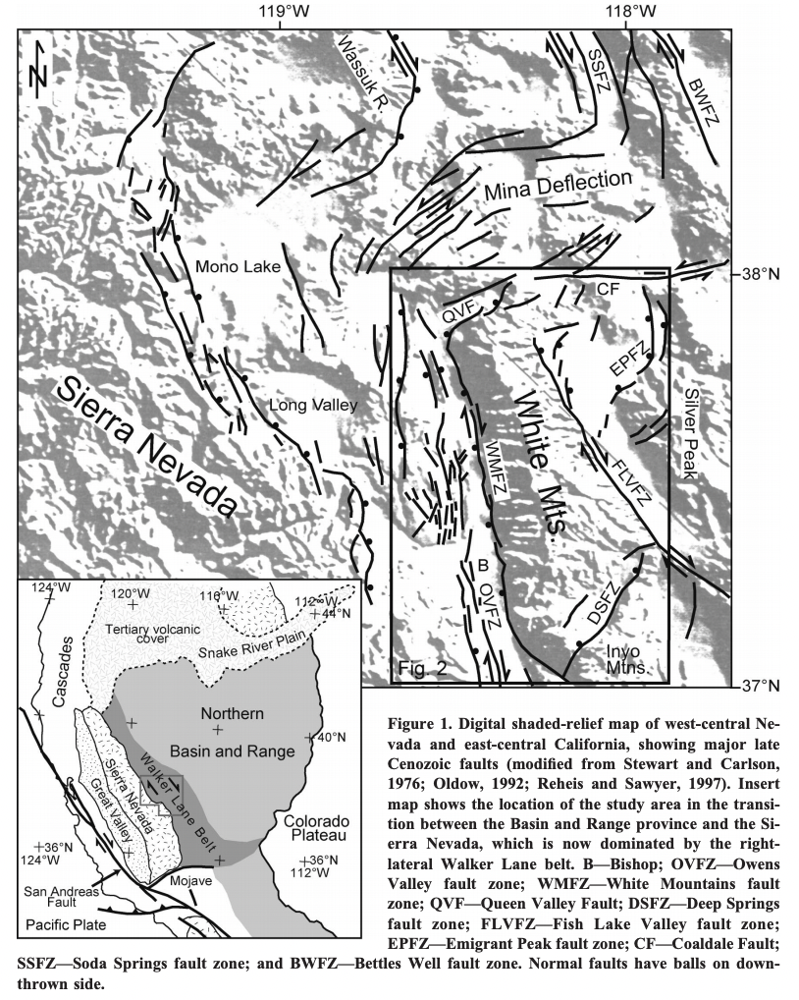 119°W
118°W
N
Wassuk R.
SSFZ
BWFZ
Mina Deflection
Mono Lake
38°N
CF
QVF
EPFZ
Sierra Nevada
Long Valley
White Mts.
Silver Peak
WMFZ
FLVFZ
B
OVFZ
DSFZ
Inyo
Mtns.
Fig. 2
37°N
124°W
120°W
116°W
112°W
44°N
Tertiary volcanic
cover
Snake River Plain
Cascades
Northern
Basin and Range
40°N
Walker Lane Belt
Sierra Nevada
Great Valley
Colorado
Plateau
36°N
124°W
36°N
112°W
San Andreas
Fault
Mojave
Pacific Plate
Figure 1. Digital shaded-relief map of west-central Ne-
vada and east-central California, showing major late
Cenozoic faults (modified from Stewart and Carlson,
1976; Oldow, 1992; Reheis and Sawyer, 1997). Insert
map shows the location of the study area in the transi-
tion between the Basin and Range province and the Si-
erra Nevada, which is now dominated by the right-
lateral Walker Lane belt. B—Bishop; OVFZ—Owens
Valley fault zone; WMFZ—White Mountains fault
zone; QVF—Queen Valley Fault; DSFZ—Deep Springs
fault zone; FLVFZ—Fish Lake Valley fault zone;
EPFZ—Emigrant Peak fault zone; CF—Coaldale Fault;
SSFZ—Soda Springs fault zone; and BWFZ—Bettles Well fault zone. Normal faults have balls on down-
thrown side.